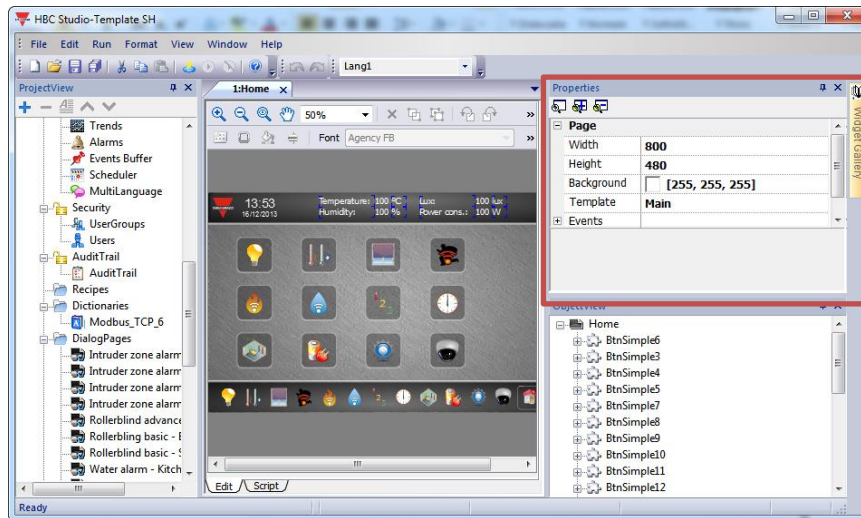 HBC Studio-Template SH
File Edit Run Format View Window Help
Lang1
ProjectView
Trends
Alarms
Events Buffer
Scheduler
MultiLanguage
Security
UserGroups
Users
AuditTrail
AuditTrail
Recipes
Dictionaries
Modbus_TCP_6
DialogPages
Intruder zone alarm
Intruder zone alarm
Intruder zone alarm
Intruder zone alarm
Rollerblind advance
Rollerbling basic - E
Rollerblind basic - S
Water alarm - Kitch
1:Home
50%
Font Agency FB
13:53
16/12/2013
Temperature: 100 ºC Lux: 100 lux
Humidity: 100 % Power cons.: 100 W
Edit Script
Properties
Page
Width 800
Height 480
Background [255, 255, 255]
Template Main
Events
Widget Gallery
ObjectView
Home
BtnSimple6
BtnSimple3
BtnSimple4
BtnSimple5
BtnSimple7
BtnSimple8
BtnSimple9
BtnSimple10
BtnSimple11
BtnSimple12
Ready